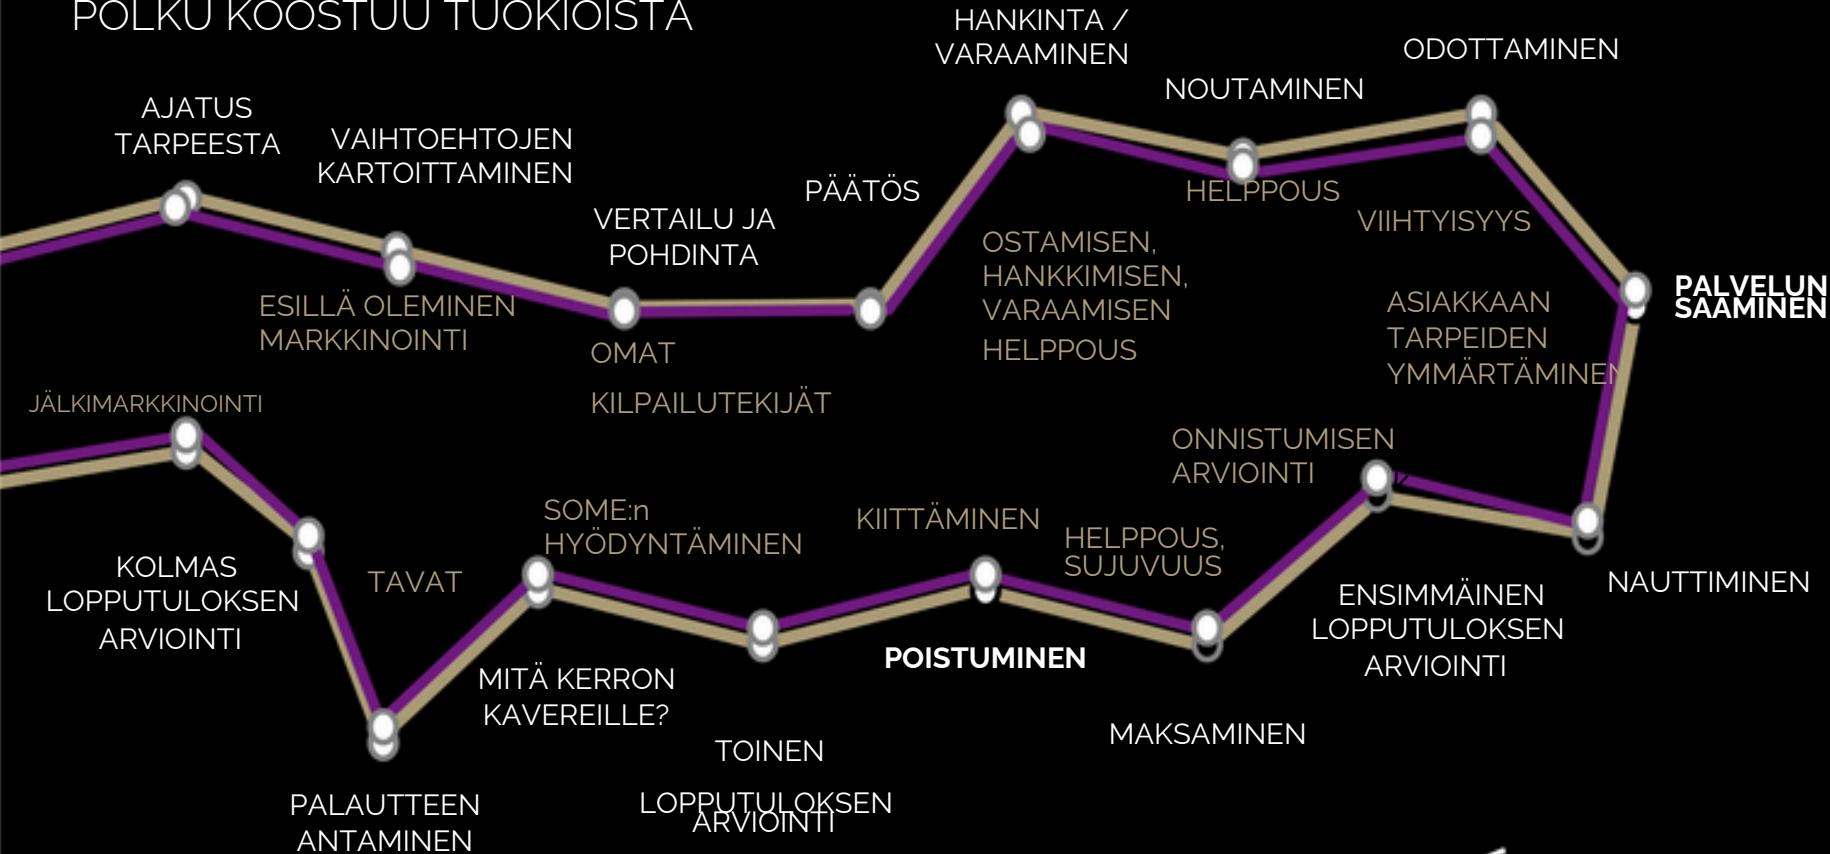 POLKU KOOSTUU TUOKIOISTA
AJATUS
TARPEESTA
VAIHTOEHTOJEN
KARTOITTAMINEN
VERTAILU JA
POHDINTA
PÄÄTÖS
HANKINTA /
VARAAMINEN
NOUTAMINEN
ODOTTAMINEN
ESILLÄ OLEMINEN
MARKKINOINTI
OMAT
KILPAILUTEKIJÄT
OSTAMISEN,
HANKKIMISEN,
VARAAMISEN
HELPPOUS
HELPPOUS
VIIHTYISYYS
ASIAKKAAN
TARPEIDEN
YMMÄRTÄMINEN
PALVELUN
SAAMINEN
JÄLKIMARKKINOINTI
KOLMAS
LOPPUTULOKSEN
ARVIOINTI
TAVAT
PALAUTTEEN
ANTAMINEN
SOME:n
HYÖDYNTÄMINEN
MITÄ KERRON
KAVEREILLE?
TOINEN
LOPPUTULOKSEN
ARVIOINTI
KIITTÄMINEN
POISTUMINEN
HELPPOUS,
SUJUVUUS
MAKSAMINEN
ONNISTUMISEN
ARVIOINTI
ENSIMMÄINEN
LOPPUTULOKSEN
ARVIOINTI
NAUTTIMINEN